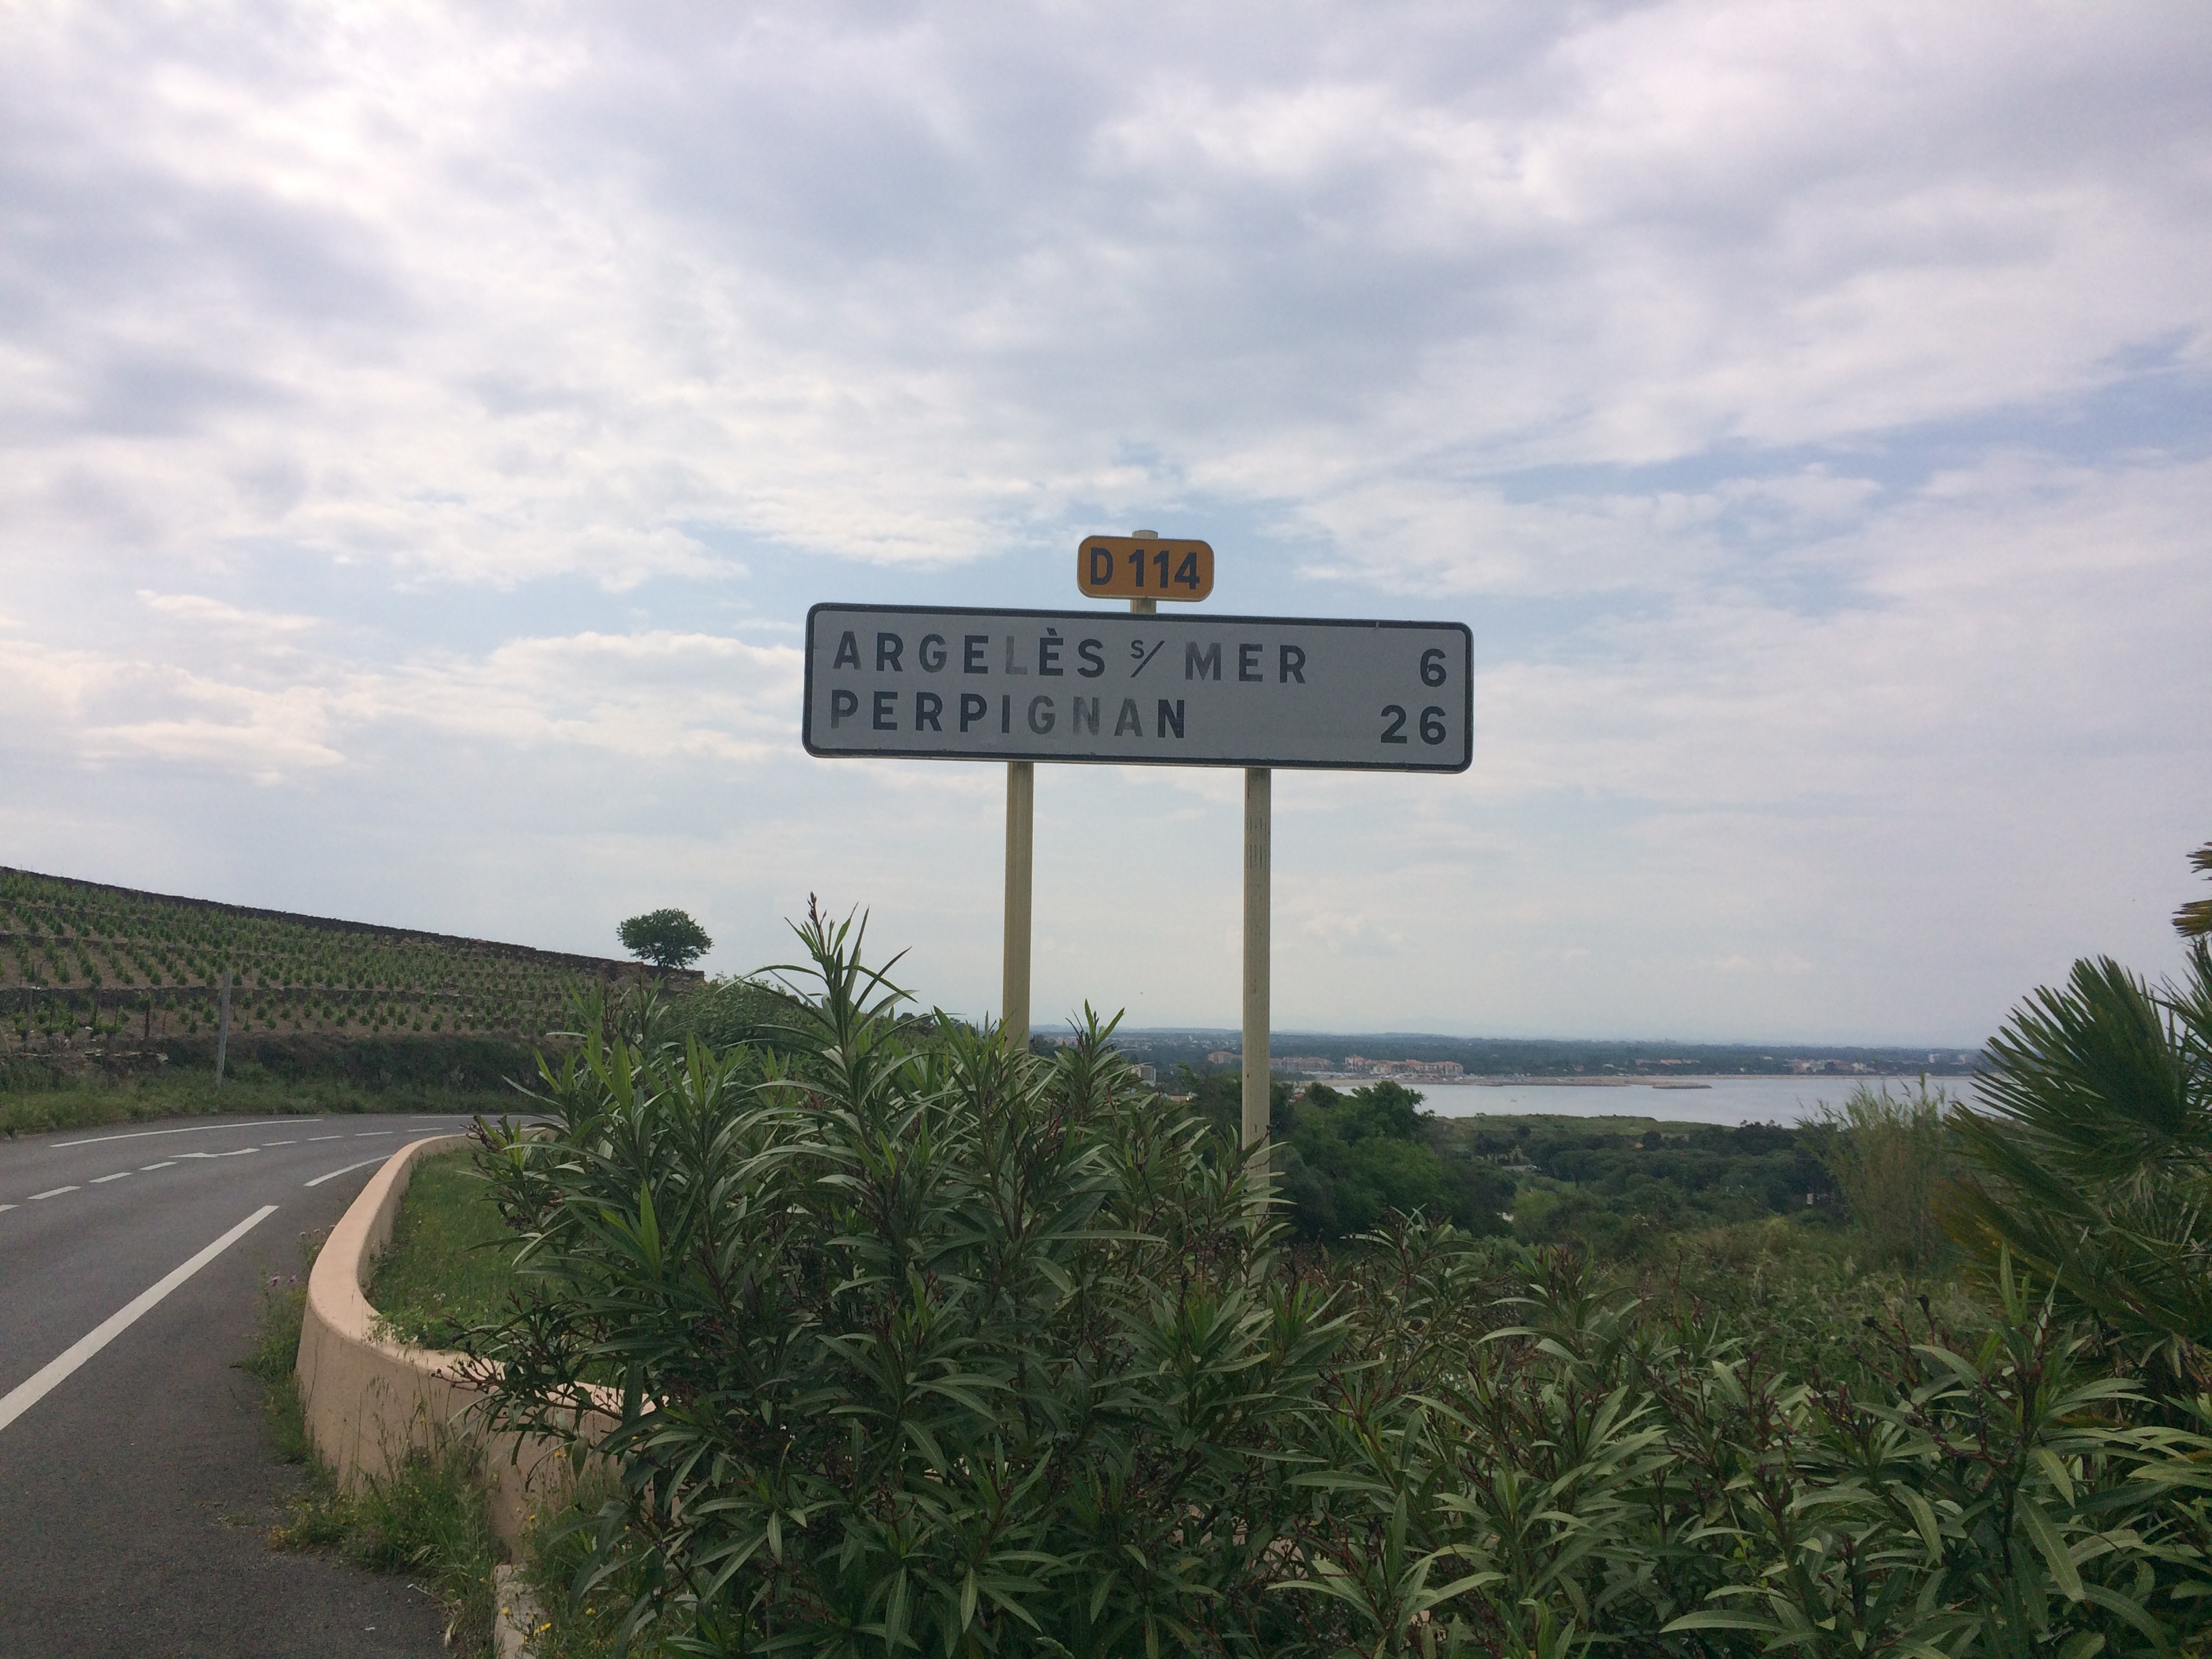 D 114
ARGELÈS s/ MER 6
PERPIGNAN 26